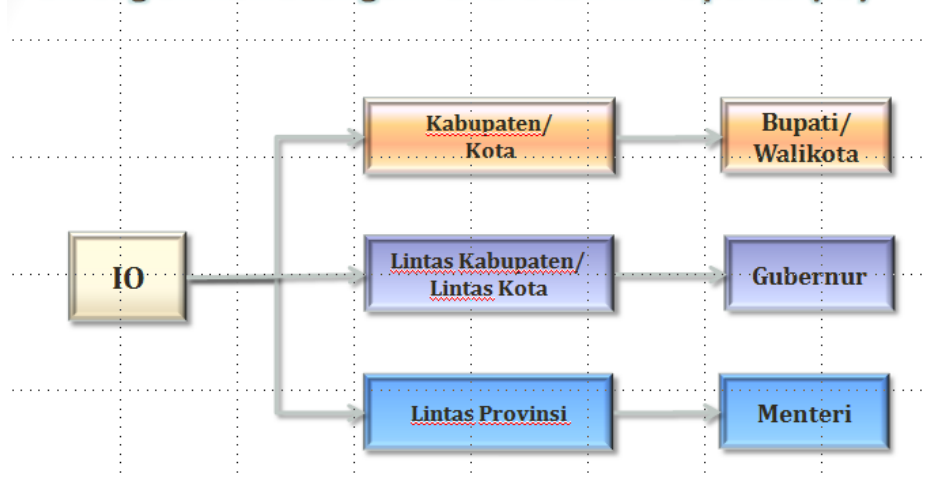 Kabupaten/
Kota
Bupati/
Walikota
IO
Lintas Kabupaten/
Lintas Kota
Gubernur
Lintas Provinsi
Menteri